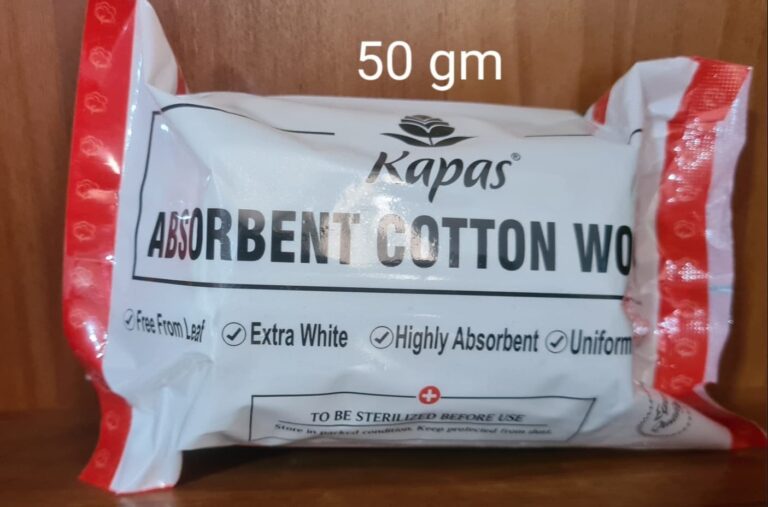 50 gm
Kapas®
ABSORBENT COTTON WO
Free From Leaf Extra White Highly Absorbent Uniform
TO BE STERILIZED BEFORE USE
Store in packed condition. Keep protected from dust.